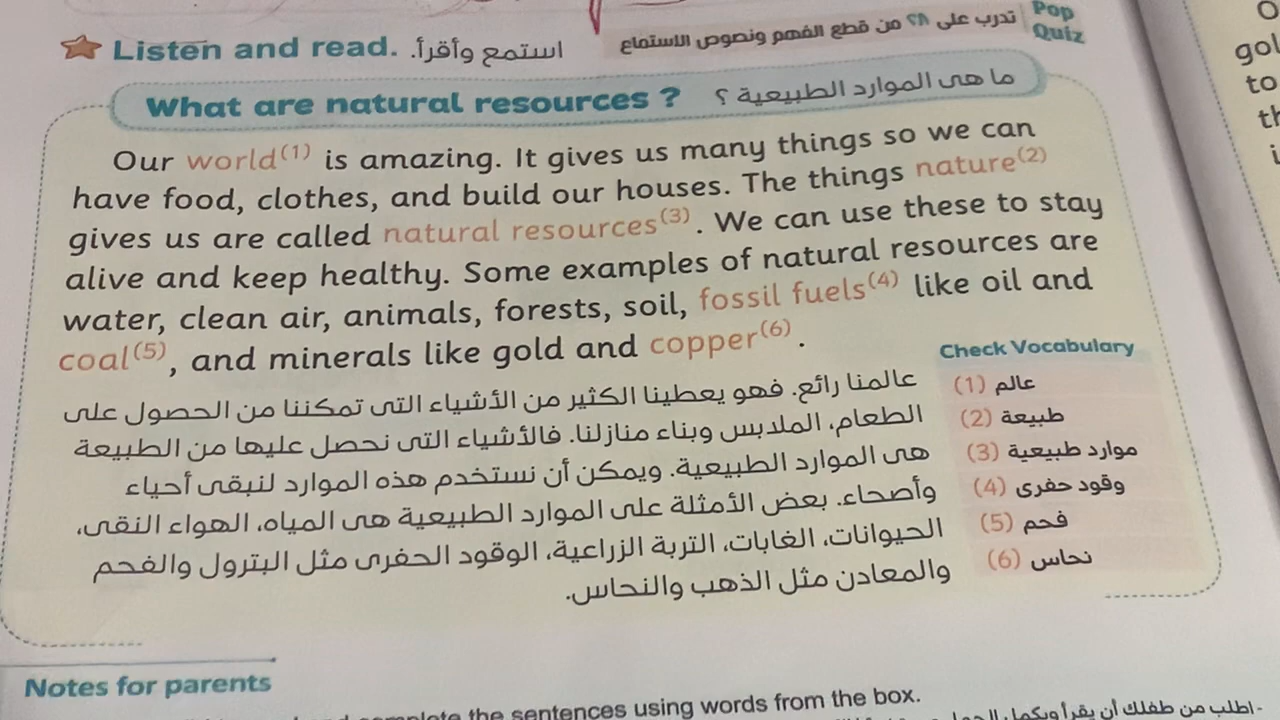 Listen and read. استمع وأقرأ.
تدرب على ٢٨ من قطع الفهم ونصوص الاستماع
Pop
Quiz
What are natural resources ? ما هى الموارد الطبيعية ؟
Our world(1) is amazing. It gives us many things so we can
have food, clothes, and build our houses. The things nature(2)
gives us are called natural resources(3). We can use these to stay
alive and keep healthy. Some examples of natural resources are
water, clean air, animals, forests, soil, fossil fuels(4) like oil and
coal(5), and minerals like gold and copper(6).
عالمنا رائع. فهو يعطينا الكثير من الأشياء التى تمكننا من الحصول على
الطعام، الملابس وبناء منازلنا. فالأشياء التى نحصل عليها من الطبيعة
هى الموارد الطبيعية. ويمكن أن نستخدم هذه الموارد لنبقى أحياء
وأصحاء. بعض الأمثلة على الموارد الطبيعية هى المياه، الهواء النقى،
الحيوانات، الغابات، التربة الزراعية، الوقود الحفرى مثل البترول والفحم
والمعادن مثل الذهب والنحاس.
Check Vocabulary
(1) عالم
(2) طبيعة
(3) موارد طبيعية
(4) وقود حفرى
(5) فحم
(6) نحاس
Notes for parents
the sentences using words from the box.
- اطلب من طفلك أن يقرأ ويكمل
gol
to